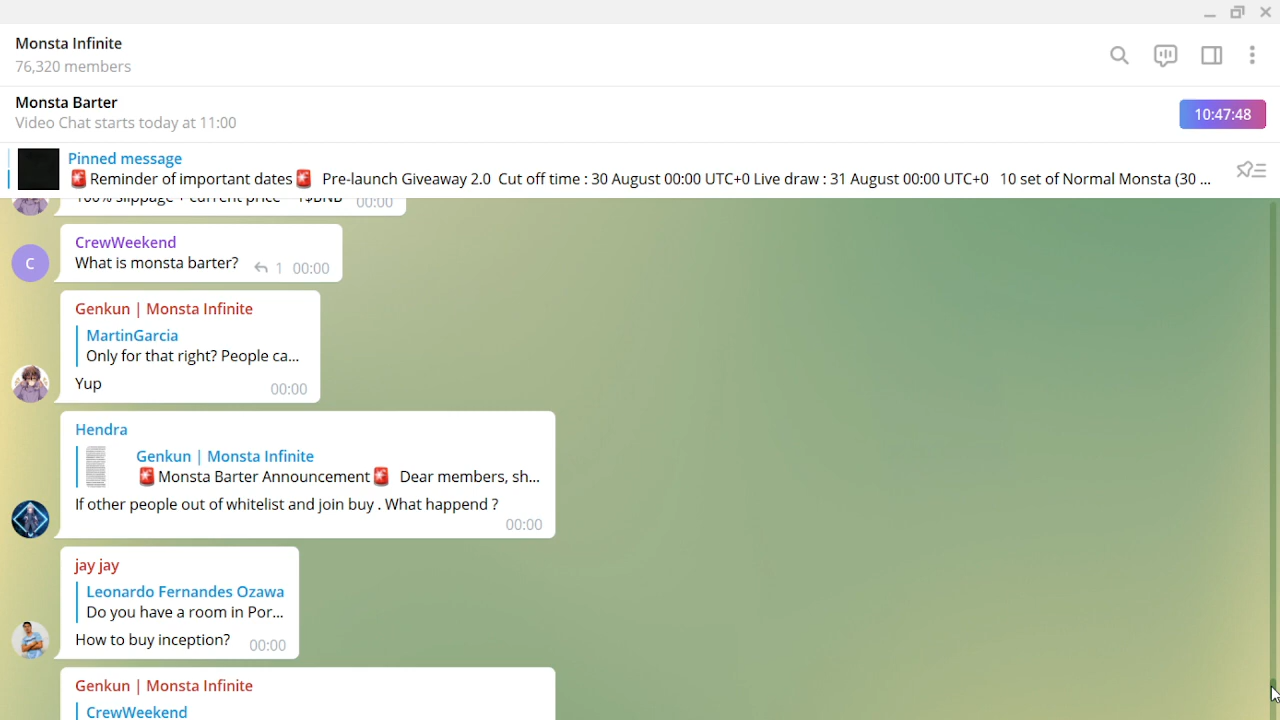 Monsta Infinite
76,320 members
Monsta Barter
Video Chat starts today at 11:00
10:47:48
Pinned message
🚨Reminder of important dates🚨 Pre-launch Giveaway 2.0 Cut off time : 30 August 00:00 UTC+0 Live draw : 31 August 00:00 UTC+0 10 set of Normal Monsta (30 ...
100% slippage + current price 00:00
CrewWeekend
What is monsta barter? 1 00:00
Genkun | Monsta Infinite
MartinGarcia
Only for that right? People ca...
Yup 00:00
Hendra
Genkun | Monsta Infinite
🚨Monsta Barter Announcement🚨 Dear members, sh...
If other people out of whitelist and join buy . What happend ?
00:00
jay jay
Leonardo Fernandes Ozawa
Do you have a room in Por...
How to buy inception? 00:00
Genkun | Monsta Infinite
CrewWeekend
C